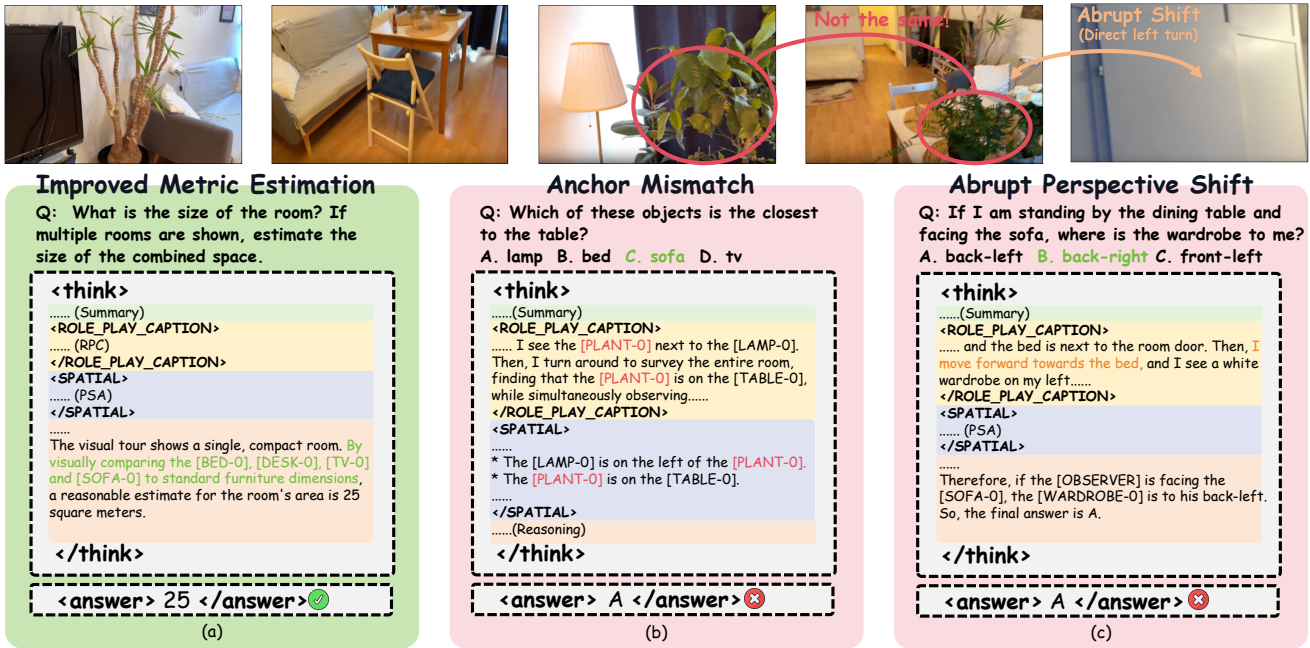 Not the same!
Abrupt Shift
(Direct left turn)
Improved Metric Estimation
Q: What is the size of the room? If
multiple rooms are shown, estimate the
size of the combined space.
<think>
...... (Summary)
<ROLE_PLAY_CAPTION>
...... (RPC)
</ROLE_PLAY_CAPTION>
<SPATIAL>
...... (PSA)
</SPATIAL>
......
The visual tour shows a single, compact room. By
visually comparing the [BED-0], [DESK-0], [TV-0]
and [SOFA-0] to standard furniture dimensions,
a reasonable estimate for the room's area is 25
square meters.
</think>
<answer> 25 </answer>
(a)
Anchor Mismatch
Q: Which of these objects is the closest
to the table?
A. lamp B. bed C. sofa D. tv
<think>
......(Summary)
<ROLE_PLAY_CAPTION>
...... I see the [PLANT-0] next to the [LAMP-0].
Then, I turn around to survey the entire room,
finding that the [PLANT-0] is on the [TABLE-0],
while simultaneously observing......
</ROLE_PLAY_CAPTION>
<SPATIAL>
......
* The [LAMP-0] is on the left of the [PLANT-0].
* The [PLANT-0] is on the [TABLE-0].
......
</SPATIAL>
......(Reasoning)
</think>
<answer> A </answer>
(b)
Abrupt Perspective Shift
Q: If I am standing by the dining table and
facing the sofa, where is the wardrobe to me?
A. back-left B. back-right C. front-left
<think>
......(Summary)
<ROLE_PLAY_CAPTION>
...... and the bed is next to the room door. Then, I
move forward towards the bed, and I see a white
wardrobe on my left......
</ROLE_PLAY_CAPTION>
<SPATIAL>
...... (PSA)
</SPATIAL>
......
Therefore, if the [OBSERVER] is facing the
[SOFA-0], the [WARDROBE-0] is to his back-left.
So, the final answer is A.
</think>
<answer> A </answer>
(c)